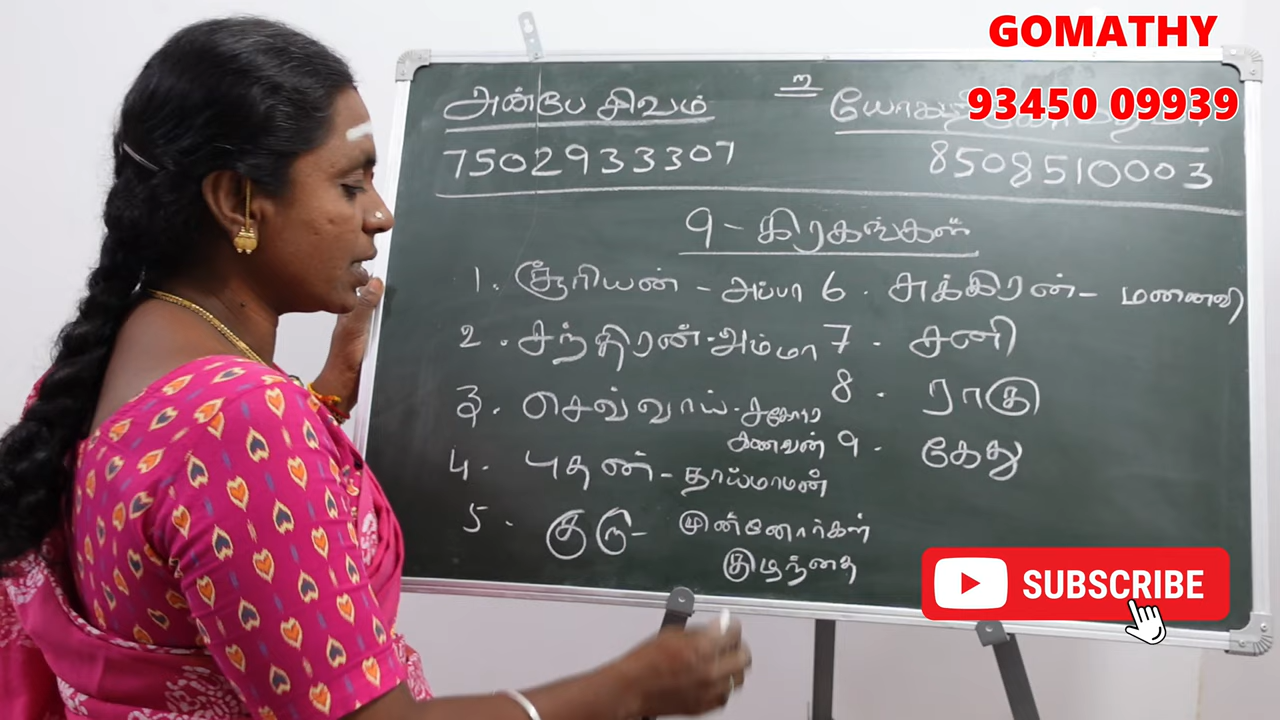 GOMATHY
93450 09939
உ
அன்பே சிவம்
7502933307
8508510003
9 - கிரகங்கள்
1. சூரியன் - அப்பா
2. சந்திரன் - அம்மா
3. செவ்வாய் - சகோதர
கணவன்
4. புதன் - தாய்மாமன்
5. குரு - முன்னோர்கள்
குழந்தை
6. சுக்கிரன் - மனைவி
7. சனி
8. ராகு
9. கேது
SUBSCRIBE